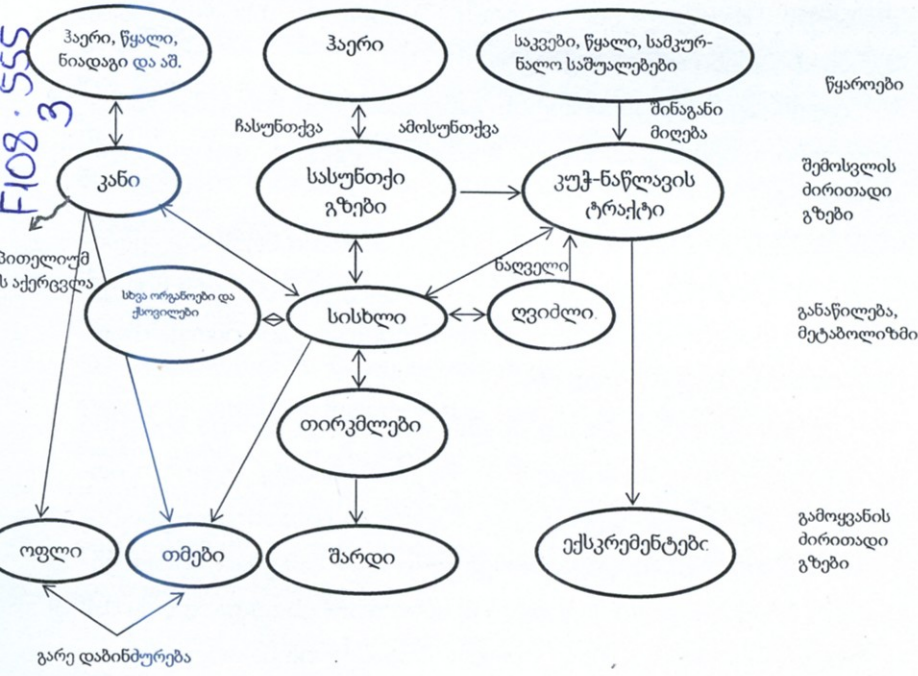 F108 · 555
3
ჰაერი, წყალი,
ნიადაგი და აშ.
ჰაერი
საკვები, წყალი, სამკურ-
ნალო საშუალებები
წყაროები
ჩასუნთქვა
ამოსუნთქვა
შინაგანი
მიღება
კანი
სასუნთქი
გზები
კუჭ-ნაწლავის
ტრაქტი
შემოსვლის
ძირითადი
გზები
პითელიუმ
ს აქერცვლა
ნაღველი
სხვა ორგანოები და
ქსოვილები
სისხლი
ღვიძლი
განაწილება,
მეტაბოლიზმი
თირკმლები
ოფლი
თმები
შარდი
ექსკრემენტები
გამოყვანის
ძირითადი
გზები
გარე დაბინძურება